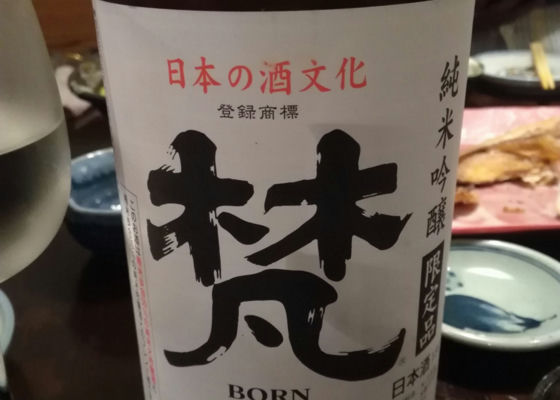 日本の酒文化
登録商標
梵
BORN
純米吟醸
限定品
日本酒